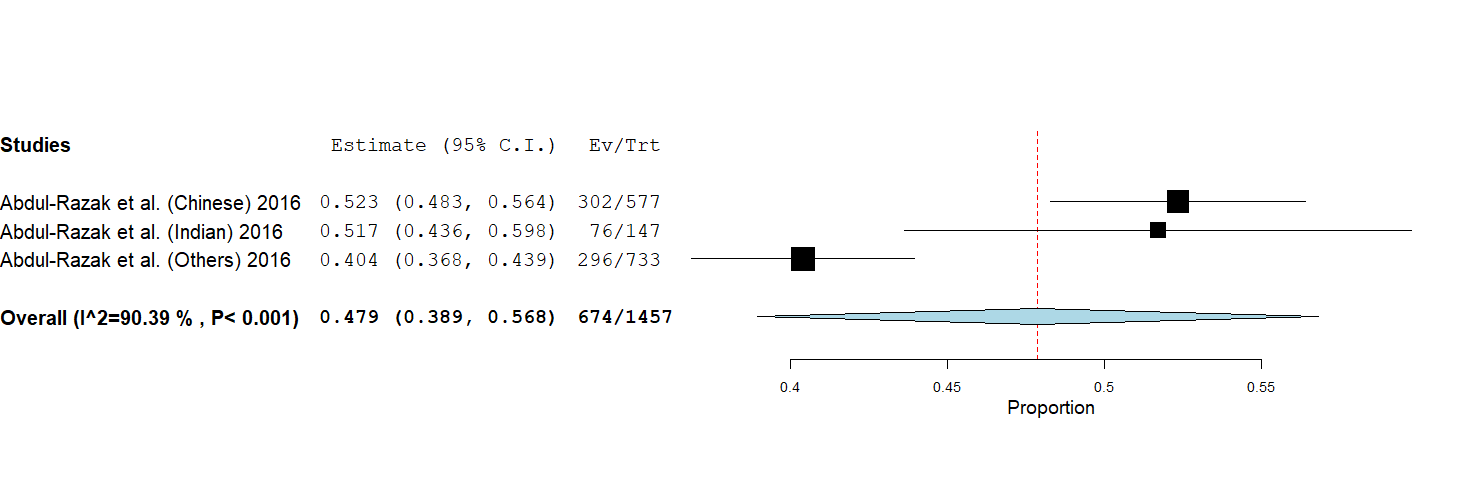 Studies Estimate (95% C.I.) Ev/Trt
Abdul-Razak et al. (Chinese) 2016 0.523 (0.483, 0.564) 302/577
Abdul-Razak et al. (Indian) 2016 0.517 (0.436, 0.598) 76/147
Abdul-Razak et al. (Others) 2016 0.404 (0.368, 0.439) 296/733
Overall (I^2=90.39 % , P< 0.001) 0.479 (0.389, 0.568) 674/1457
0.4 0.45 0.5 0.55
Proportion